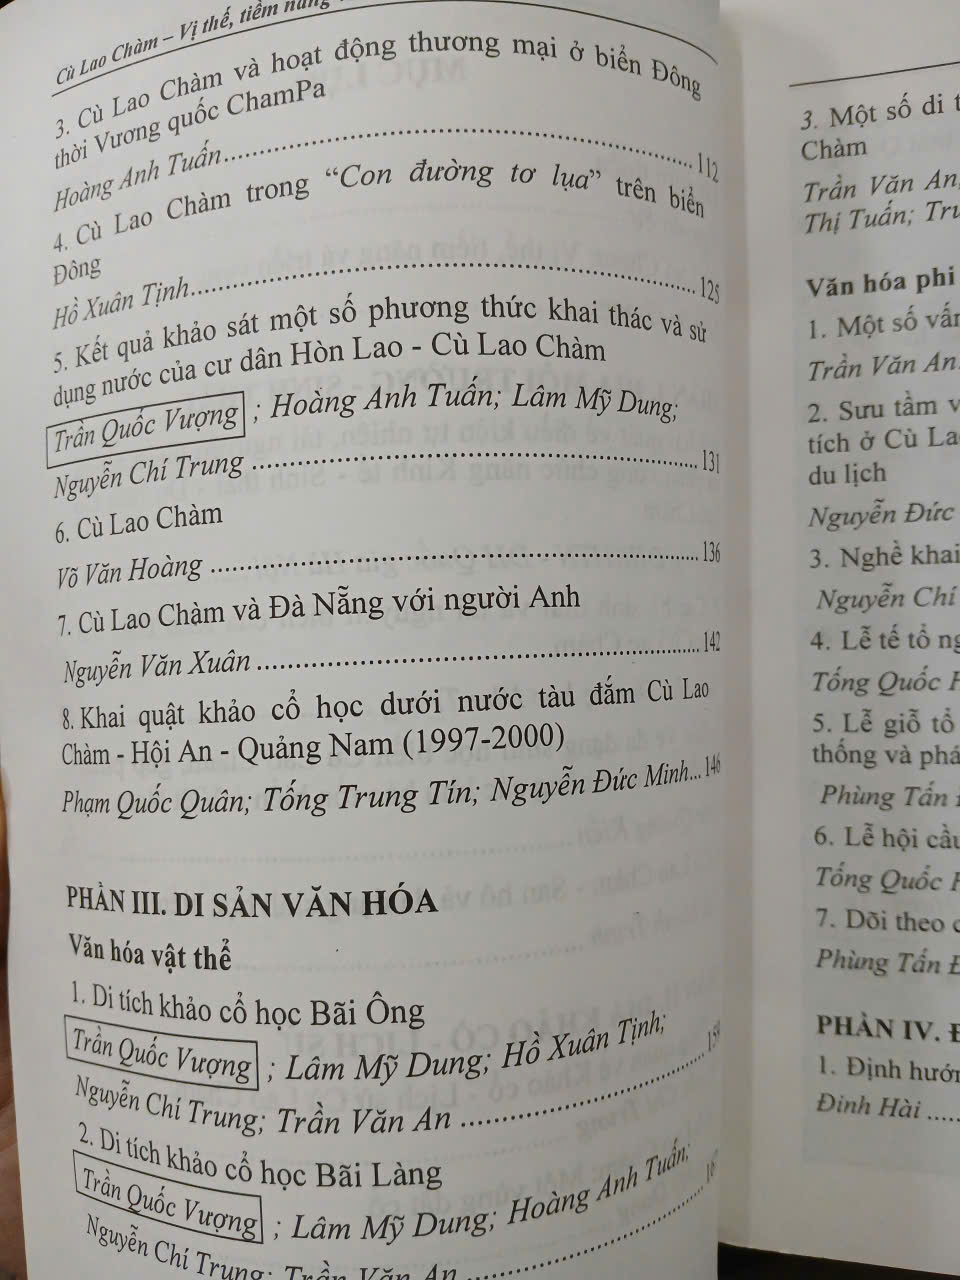 Cù Lao Chàm – Vị thế, tiềm năng
3. Cù Lao Chàm và hoạt động thương mại ở biển Đông
thời Vương quốc ChamPa
Hoàng Anh Tuấn........................112
4. Cù Lao Chàm trong “Con đường tơ lụa” trên biển
Đông
Hồ Xuân Tịnh........................125
5. Kết quả khảo sát một số phương thức khai thác và sử
dụng nước của cư dân Hòn Lao - Cù Lao Chàm
Trần Quốc Vượng ; Hoàng Anh Tuấn; Lâm Mỹ Dung;
Nguyễn Chí Trung ........................131
6. Cù Lao Chàm
Võ Văn Hoàng ........................136
7. Cù Lao Chàm và Đà Nẵng với người Anh
Nguyễn Văn Xuân ........................142
8. Khai quật khảo cổ học dưới nước tàu đắm Cù Lao
Chàm - Hội An - Quảng Nam (1997-2000)
Phạm Quốc Quân; Tống Trung Tín; Nguyễn Đức Minh...146
PHẦN III. DI SẢN VĂN HÓA
Văn hóa vật thể
1. Di tích khảo cổ học Bãi Ông
Trần Quốc Vượng ; Lâm Mỹ Dung; Hồ Xuân Tịnh;
Nguyễn Chí Trung; Trần Văn An ........................
2. Di tích khảo cổ học Bãi Làng
Trần Quốc Vượng ; Lâm Mỹ Dung; Hoàng Anh Tuấn;
Nguyễn Chí Trung; Trần Văn An ........................
3. Một số di
Chàm
Trần Văn An;
Thị Tuấn;
Văn hóa phi
1. Một số vấn
Trần Văn An
2. Sưu tầm
tích ở Cù
du lịch
Nguyễn Đức
3. Nghề khai
Nguyễn Chí
4. Lễ tế tổ
Tống Quốc
5. Lễ giỗ tổ
thống và
Phùng Tấn
6. Lễ hội cầu
Tống Quốc
7. Dõi theo
Phùng Tấn
PHẦN IV.
1. Định
Đinh Hài .....